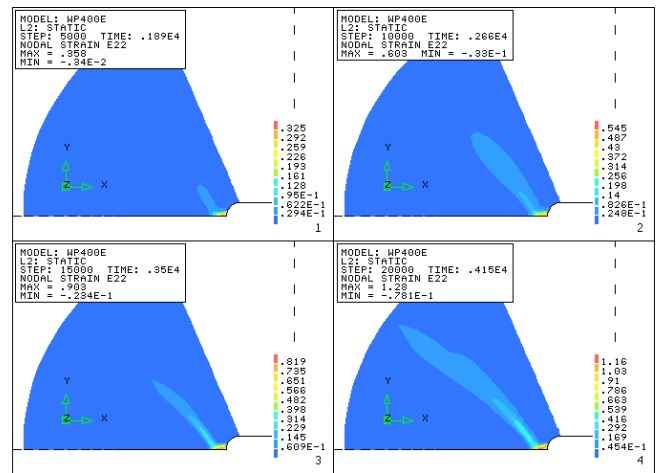 MODEL: WP400E
L2: STATIC
STEP: 5000 TIME: .189E4
NODAL STRAIN E22
MAX = .358
MIN = -.34E-2
Y
Z X
.325
.292
.259
.226
.193
.161
.128
.95E-1
.622E-1
.294E-1
1
MODEL: WP400E
L2: STATIC
STEP: 10000 TIME: .266E4
NODAL STRAIN E22
MAX = .603 MIN = -.33E-1
Y
Z X
.545
.487
.43
.372
.314
.256
.198
.14
.826E-1
.248E-1
2
MODEL: WP400E
L2: STATIC
STEP: 15000 TIME: .35E4
NODAL STRAIN E22
MAX = .903
MIN = -.234E-1
Y
Z X
.819
.735
.651
.566
.482
.398
.314
.229
.145
.609E-1
3
MODEL: WP400E
L2: STATIC
STEP: 20000 TIME: .415E4
NODAL STRAIN E22
MAX = 1.28
MIN = -.781E-1
Y
Z X
1.16
1.03
.91
.786
.663
.539
.416
.292
.169
.454E-1
4